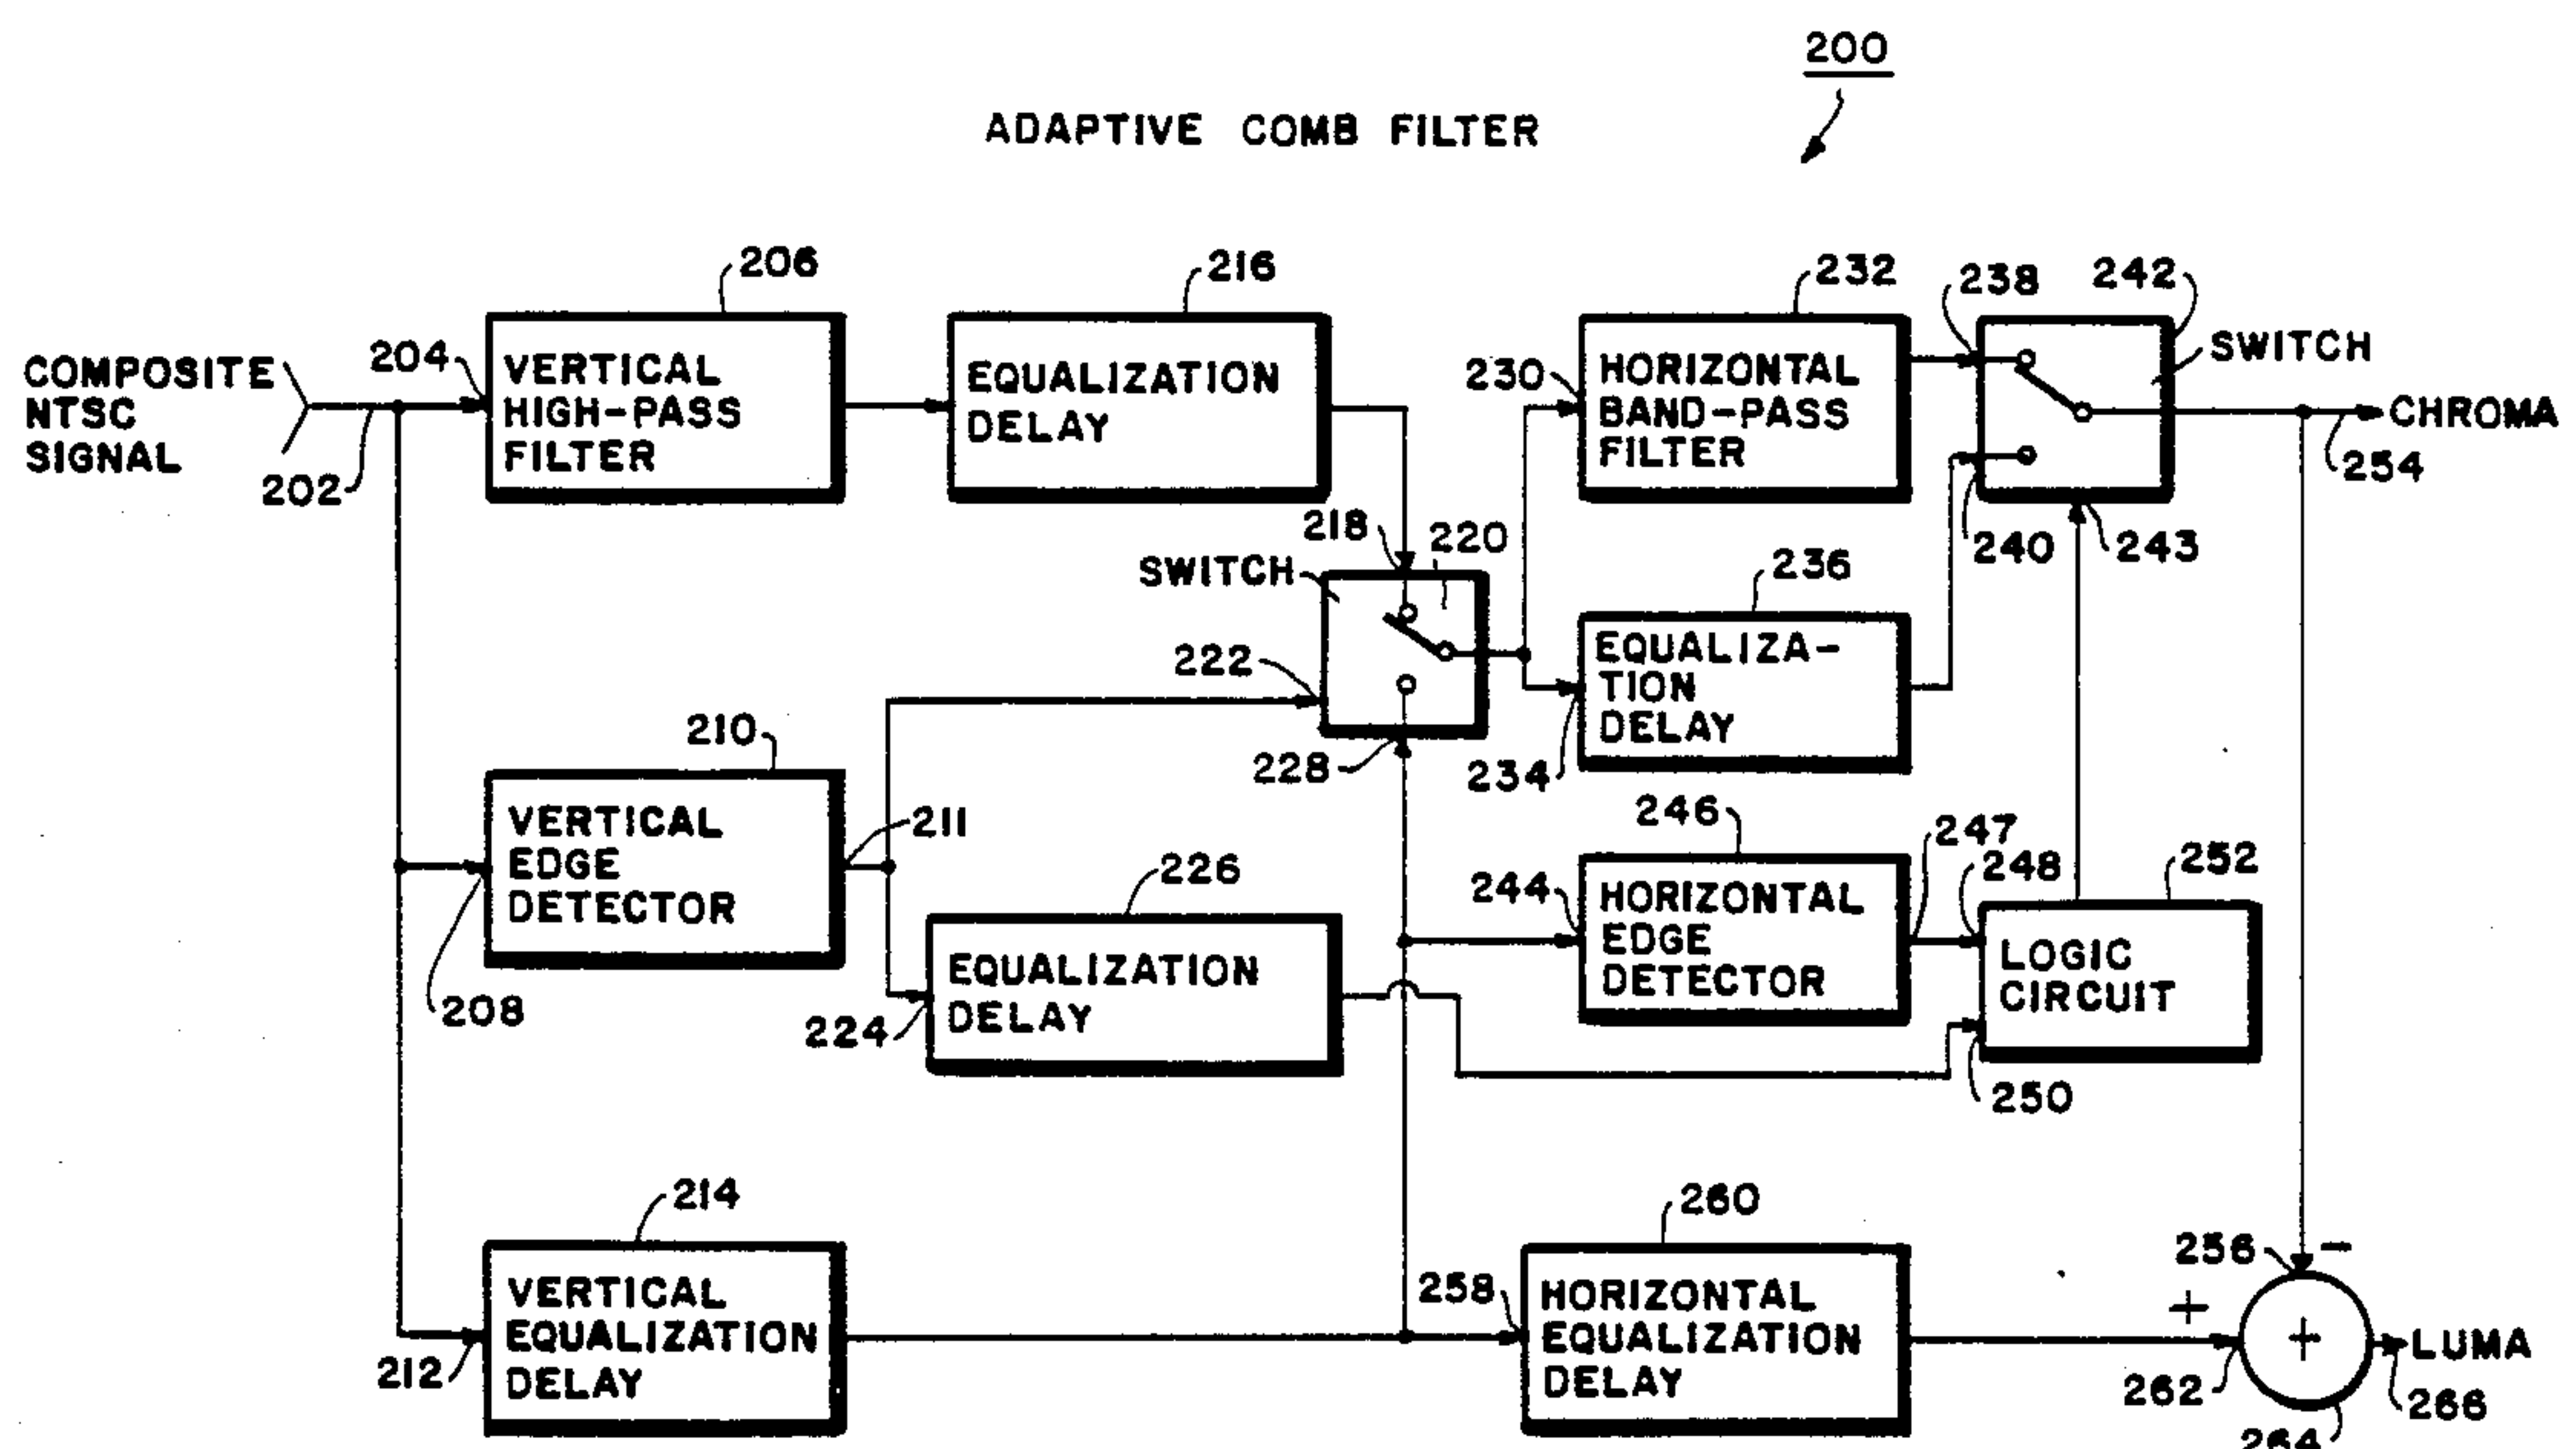 200
ADAPTIVE COMB FILTER
COMPOSITE
NTSC
SIGNAL
202
204
206
VERTICAL
HIGH-PASS
FILTER
216
EQUALIZATION
DELAY
218
220
SWITCH
222
228
230
232
HORIZONTAL
BAND-PASS
FILTER
234
236
EQUALIZA-
TION
DELAY
238
240
242
SWITCH
243
CHROMA
254
208
210
VERTICAL
EDGE
DETECTOR
211
224
226
EQUALIZATION
DELAY
244
246
HORIZONTAL
EDGE
DETECTOR
247
248
250
252
LOGIC
CIRCUIT
212
214
VERTICAL
EQUALIZATION
DELAY
258
260
HORIZONTAL
EQUALIZATION
DELAY
256
−
+
262
+
264
LUMA
266